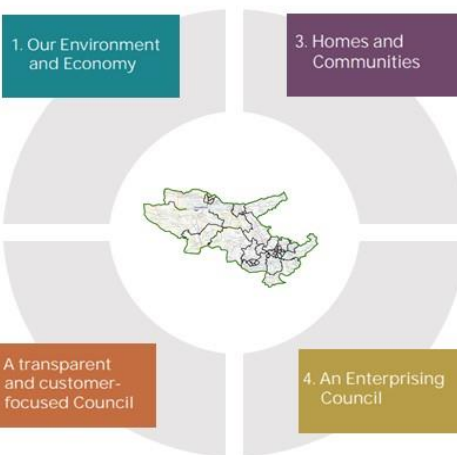 1. Our Environment
and Economy
3. Homes and
Communities
A transparent
and customer-
focused Council
4. An Enterprising
Council